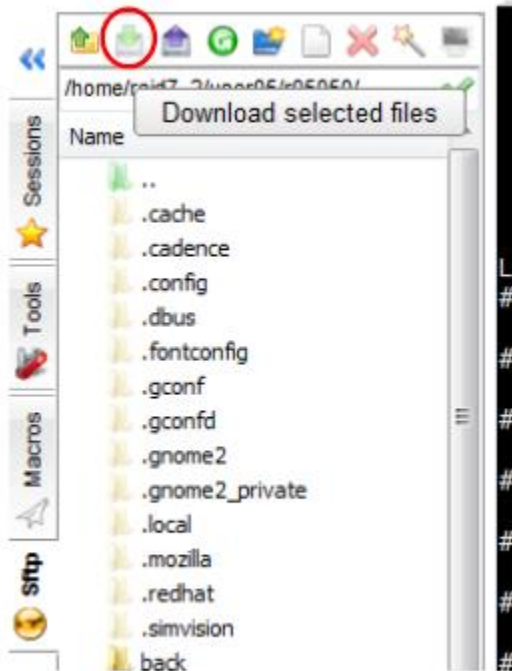 Download selected files
Name
..
.cache
.cadence
.config
.dbus
.fontconfig
.gconf
.gconfd
.gnome2
.gnome2_private
.local
.mozilla
.redhat
.simvision
back
Sessions
Tools
Macros
Sftp
L
#
#
#
#
#
#
#